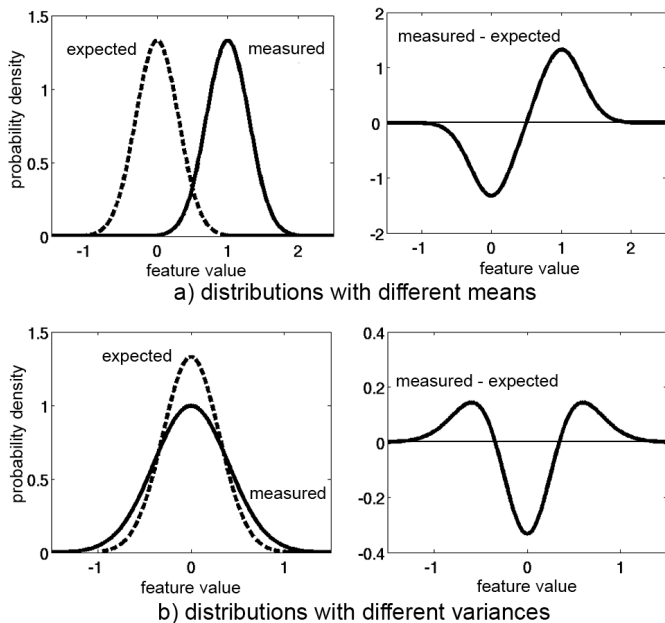 1.5
expected
measured
1
probability density
0.5
0
-1
0
1
2
feature value
2
measured - expected
1
0
-1
-2
-1
0
1
2
feature value
a) distributions with different means
1.5
expected
1
probability density
measured
0.5
0
-1
0
1
feature value
0.4
measured - expected
0.2
0
-0.2
-0.4
-1
0
1
feature value
b) distributions with different variances